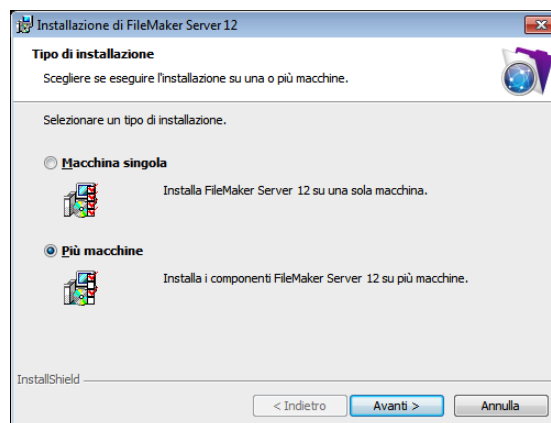 Installazione di FileMaker Server 12
Tipo di installazione
Scegliere se eseguire l'installazione su una o più macchine.
Selezionare un tipo di installazione.
Macchina singola
Installa FileMaker Server 12 su una sola macchina.
Più macchine
Installa i componenti FileMaker Server 12 su più macchine.
InstallShield
< Indietro
Avanti >
Annulla